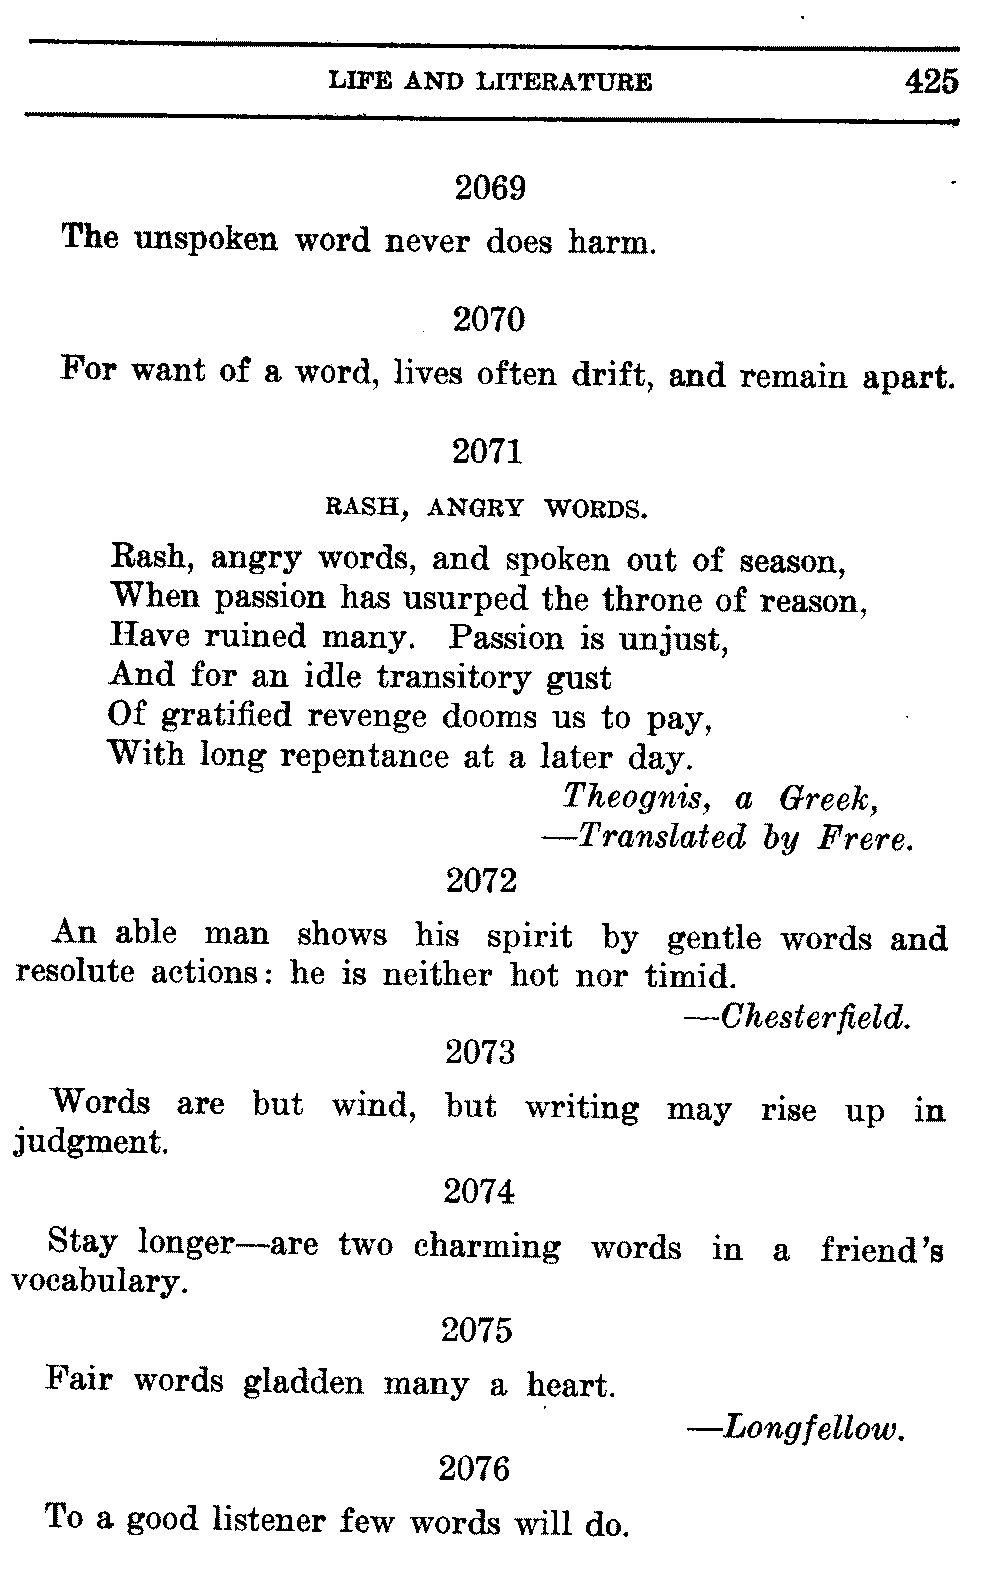 LIFE AND LITERATURE 425
2069
The unspoken word never does harm.
2070
For want of a word, lives often drift, and remain apart.
2071
RASH, ANGRY WORDS.
Rash, angry words, and spoken out of season,
When passion has usurped the throne of reason,
Have ruined many. Passion is unjust,
And for an idle transitory gust
Of gratified revenge dooms us to pay,
With long repentance at a later day.
Theognis, a Greek,
—Translated by Frere.
2072
An able man shows his spirit by gentle words and
resolute actions: he is neither hot nor timid.
—Chesterfield.
2073
Words are but wind, but writing may rise up in
judgment.
2074
Stay longer—are two charming words in a friend's
vocabulary.
2075
Fair words gladden many a heart.
—Longfellow.
2076
To a good listener few words will do.